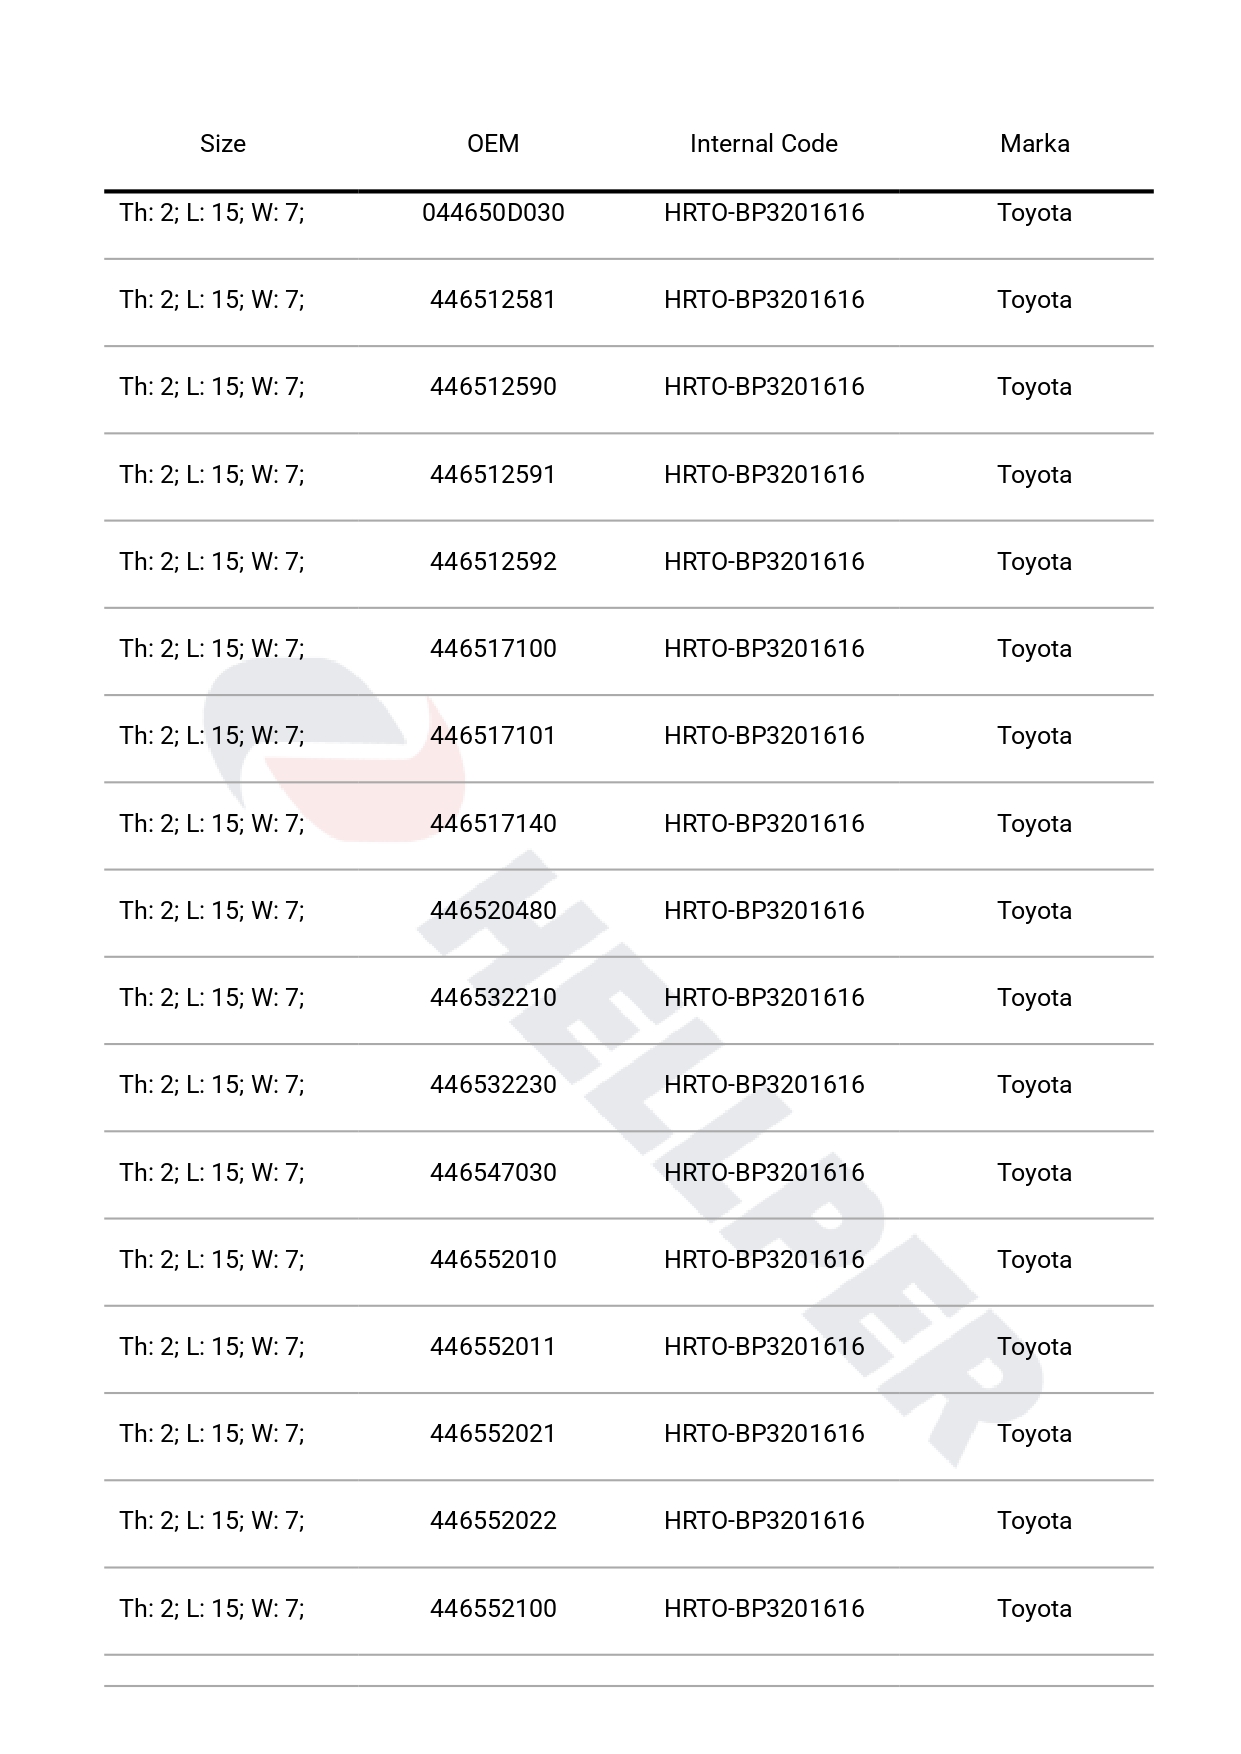 Size OEM Internal Code Marka
Th: 2; L: 15; W: 7; 044650D030 HRTO-BP3201616 Toyota
Th: 2; L: 15; W: 7; 446512581 HRTO-BP3201616 Toyota
Th: 2; L: 15; W: 7; 446512590 HRTO-BP3201616 Toyota
Th: 2; L: 15; W: 7; 446512591 HRTO-BP3201616 Toyota
Th: 2; L: 15; W: 7; 446512592 HRTO-BP3201616 Toyota
Th: 2; L: 15; W: 7; 446517100 HRTO-BP3201616 Toyota
Th: 2; L: 15; W: 7; 446517101 HRTO-BP3201616 Toyota
Th: 2; L: 15; W: 7; 446517140 HRTO-BP3201616 Toyota
Th: 2; L: 15; W: 7; 446520480 HRTO-BP3201616 Toyota
Th: 2; L: 15; W: 7; 446532210 HRTO-BP3201616 Toyota
Th: 2; L: 15; W: 7; 446532230 HRTO-BP3201616 Toyota
Th: 2; L: 15; W: 7; 446547030 HRTO-BP3201616 Toyota
Th: 2; L: 15; W: 7; 446552010 HRTO-BP3201616 Toyota
Th: 2; L: 15; W: 7; 446552011 HRTO-BP3201616 Toyota
Th: 2; L: 15; W: 7; 446552021 HRTO-BP3201616 Toyota
Th: 2; L: 15; W: 7; 446552022 HRTO-BP3201616 Toyota
Th: 2; L: 15; W: 7; 446552100 HRTO-BP3201616 Toyota
HELLPER